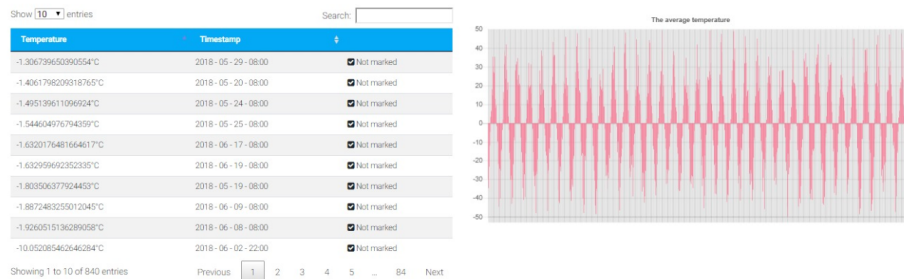 Show 10 entries
Search:
Temperature Timestamp
-1.306739650390554°C 2018 - 05 - 29 - 08:00 Not marked
-1.4061798209318765°C 2018 - 05 - 20 - 08:00 Not marked
-1.495139611096924°C 2018 - 05 - 24 - 08:00 Not marked
-1.544604976794359°C 2018 - 05 - 25 - 08:00 Not marked
-1.6320176481664617°C 2018 - 06 - 17 - 08:00 Not marked
-1.632959692352335°C 2018 - 06 - 19 - 08:00 Not marked
-1.803506377924453°C 2018 - 05 - 19 - 08:00 Not marked
-1.8872483255012045°C 2018 - 06 - 09 - 08:00 Not marked
-1.9260515136289058°C 2018 - 06 - 08 - 08:00 Not marked
-10.052085462646284°C 2018 - 06 - 02 - 22:00 Not marked
Showing 1 to 10 of 840 entries
Previous 1 2 3 4 5 ... 84 Next
The average temperature
50
40
30
20
10
0
-10
-20
-30
-40
-50